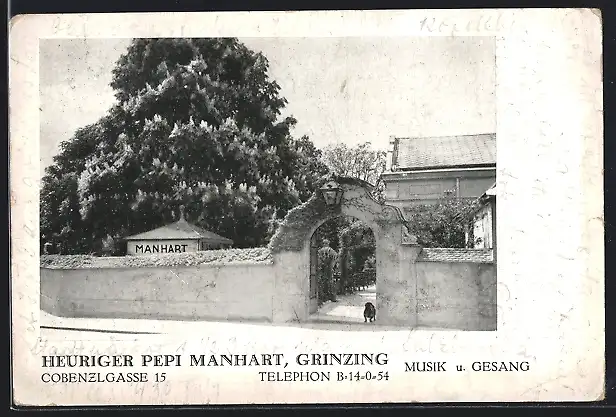 MANHART
HEURIGER PEPI MANHART, GRINZING
COBENZLGASSE 15 TELEPHON B-14-0-54 MUSIK u. GESANG